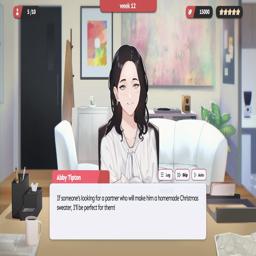 5 /10
week 12
15000
Abby Tipton
Log
Skip
Auto
If someone's looking for a partner who will make him a homemade Christmas
sweater, I'll be perfect for them!